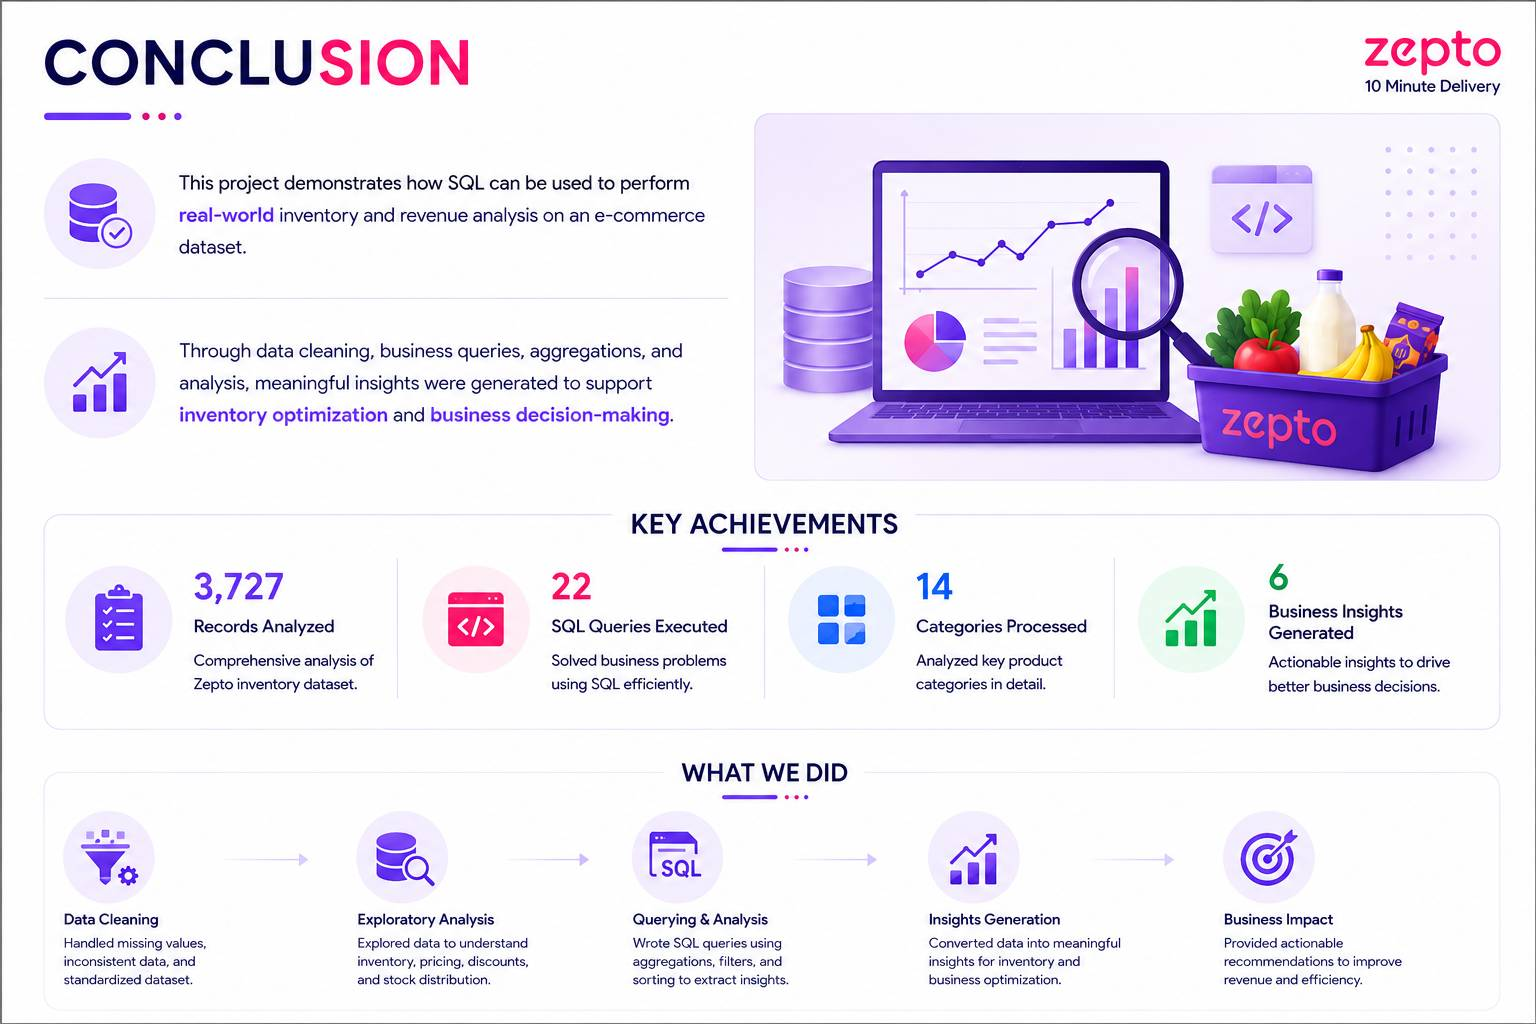 CONCLUSION
zepto
10 Minute Delivery
This project demonstrates how SQL can be used to perform
real-world inventory and revenue analysis on an e-commerce
dataset.
Through data cleaning, business queries, aggregations, and
analysis, meaningful insights were generated to support
inventory optimization and business decision-making.
</>
zepto
KEY ACHIEVEMENTS
3,727
Records Analyzed
Comprehensive analysis of
Zepto inventory dataset.
</>
22
SQL Queries Executed
Solved business problems
using SQL efficiently.
14
Categories Processed
Analyzed key product
categories in detail.
6
Business Insights
Generated
Actionable insights to drive
better business decisions.
WHAT WE DID
Data Cleaning
Handled missing values,
inconsistent data, and
standardized dataset.
Exploratory Analysis
Explored data to understand
inventory, pricing, discounts,
and stock distribution.
SQL
Querying & Analysis
Wrote SQL queries using
aggregations, filters, and
sorting to extract insights.
Insights Generation
Converted data into meaningful
insights for inventory and
business optimization.
Business Impact
Provided actionable
recommendations to improve
revenue and efficiency.